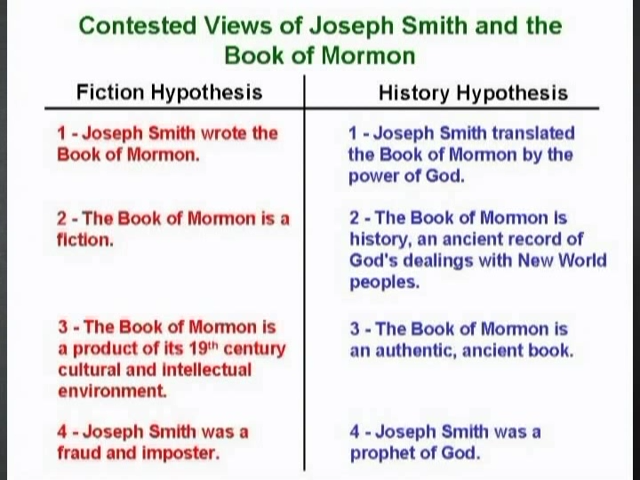 Contested Views of Joseph Smith and the
Book of Mormon
Fiction Hypothesis
History Hypothesis
1 - Joseph Smith wrote the
Book of Mormon.
1 - Joseph Smith translated
the Book of Mormon by the
power of God.
2 - The Book of Mormon is a
fiction.
2 - The Book of Mormon is
history, an ancient record of
God's dealings with New World
peoples.
3 - The Book of Mormon is
a product of its 19th century
cultural and intellectual
environment.
3 - The Book of Mormon is
an authentic, ancient book.
4 - Joseph Smith was a
fraud and imposter.
4 - Joseph Smith was a
prophet of God.